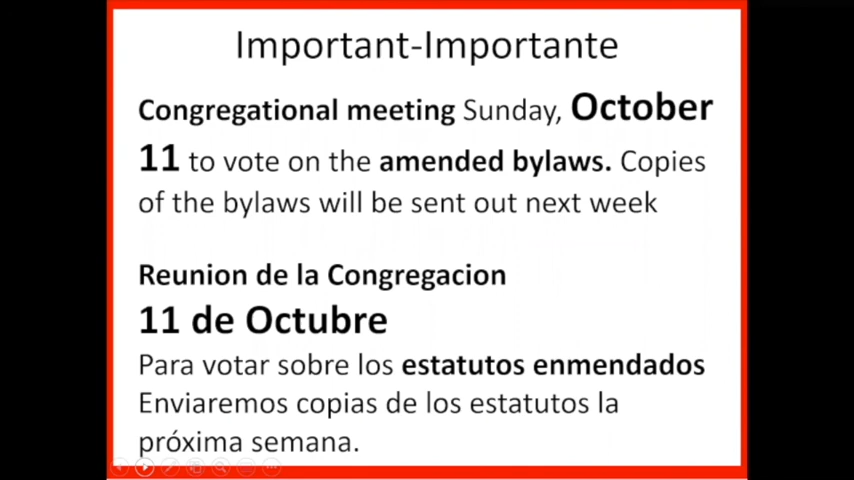 Important-Importante
Congregational meeting Sunday, October
11 to vote on the amended bylaws. Copies
of the bylaws will be sent out next week
Reunion de la Congregacion
11 de Octubre
Para votar sobre los estatutos enmendados
Enviaremos copias de los estatutos la
próxima semana.